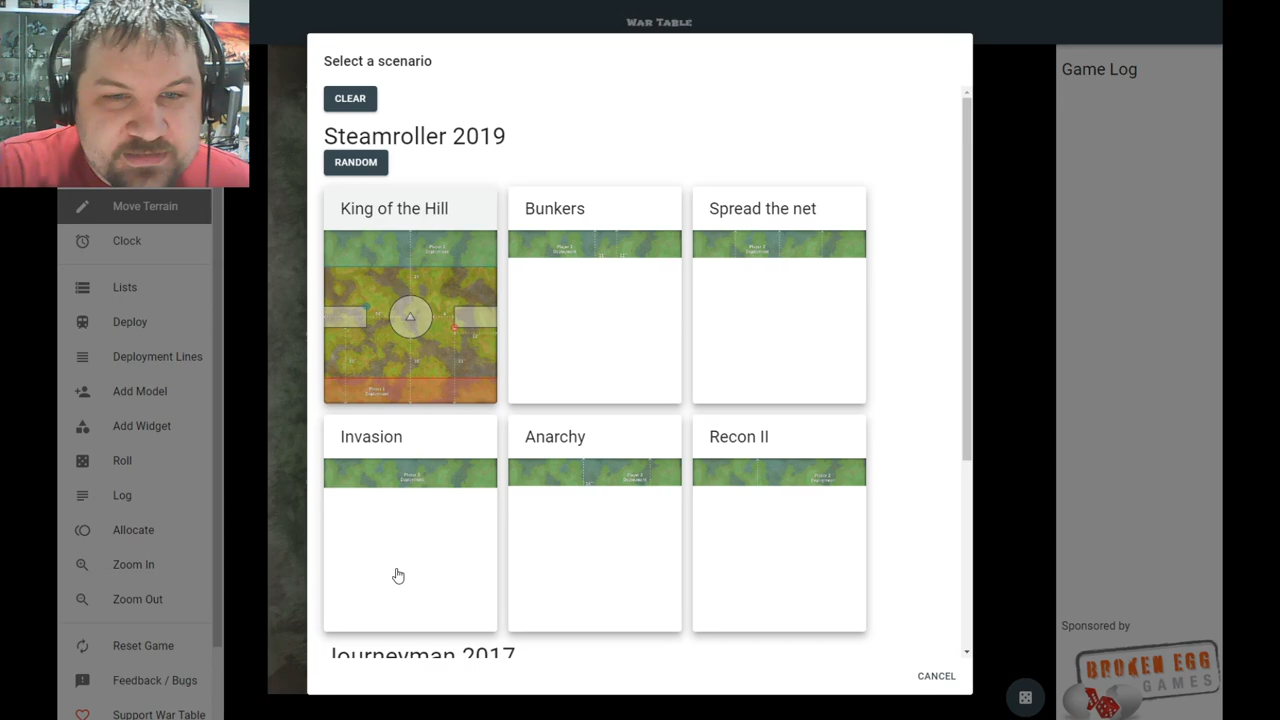 War Table
Select a scenario
CLEAR
Steamroller 2019
RANDOM
King of the Hill
Bunkers
Spread the net
Invasion
Anarchy
Recon II
Journeyman 2017
CANCEL
Move Terrain
Clock
Lists
Deploy
Deployment Lines
Add Model
Add Widget
Roll
Log
Allocate
Zoom In
Zoom Out
Reset Game
Feedback / Bugs
Support War Table
Game Log
Sponsored by
BROKEN EGG
GAMES